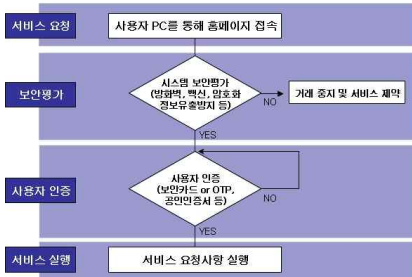 서비스 요청
사용자 PC를 통해 홈페이지 접속
보안평가
시스템 보안평가
(방화벽, 백신, 암호화
정보유출방지 등)
NO
거래 중지 및 서비스 제약
YES
사용자 인증
사용자 인증
(보안카드 or OTP,
공인인증서 등)
NO
YES
서비스 실행
서비스 요청사항 실행